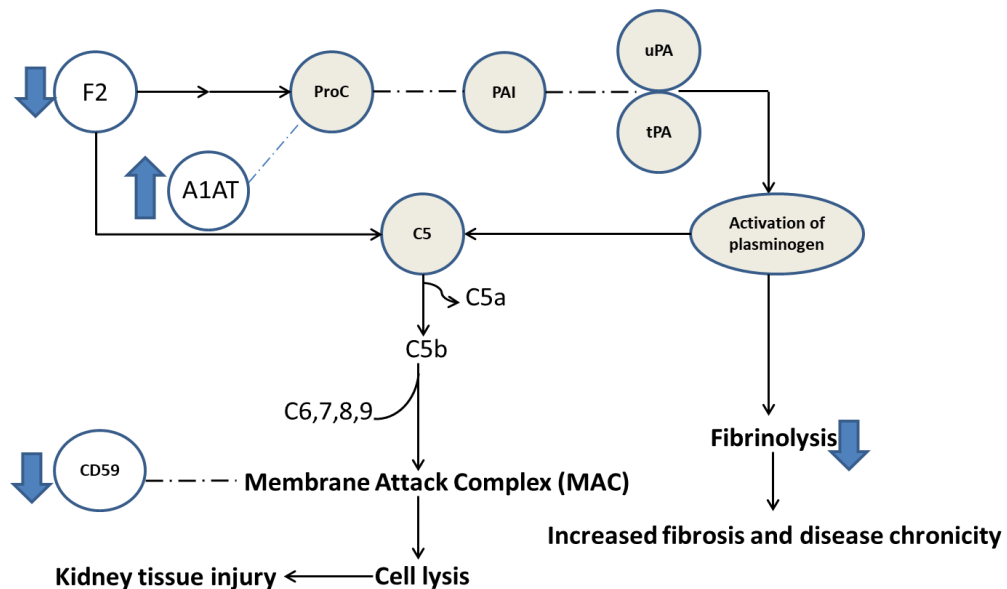 uPA
F2
ProC
PAI
tPA
A1AT
C5
Activation of
plasminogen
C5a
C5b
C6,7,8,9
Fibrinolysis
CD59
Membrane Attack Complex (MAC)
Increased fibrosis and disease chronicity
Kidney tissue injury
Cell lysis